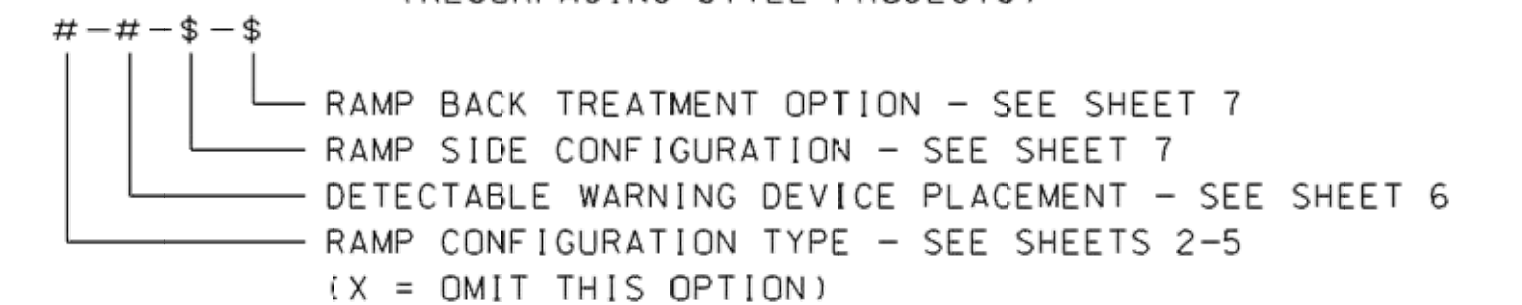 # - # - $ - $
RAMP BACK TREATMENT OPTION - SEE SHEET 7
RAMP SIDE CONFIGURATION - SEE SHEET 7
DETECTABLE WARNING DEVICE PLACEMENT - SEE SHEET 6
RAMP CONFIGURATION TYPE - SEE SHEETS 2-5
(X = OMIT THIS OPTION)